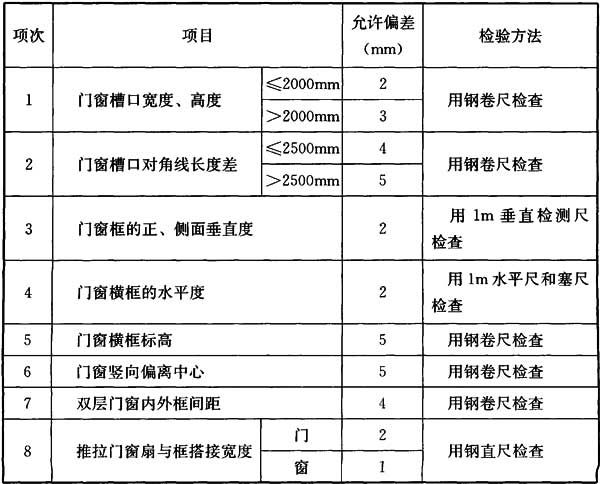 项次 项目 允许偏差（mm） 检验方法
1 门窗槽口宽度、高度 ≤2000mm 2 用钢卷尺检查
＞2000mm 3
2 门窗槽口对角线长度差 ≤2500mm 4 用钢卷尺检查
＞2500mm 5
3 门窗框的正、侧面垂直度 2 用1m垂直检测尺检查
4 门窗横框的水平度 2 用1m水平尺和塞尺检查
5 门窗横框标高 5 用钢卷尺检查
6 门窗竖向偏离中心 5 用钢卷尺检查
7 双层门窗内外框间距 4 用钢卷尺检查
8 推拉门窗扇与框搭接宽度 门 2 用钢直尺检查
窗 1